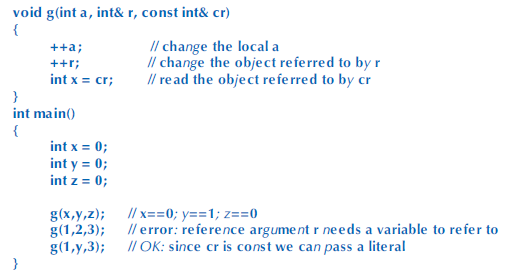 void g(int a, int& r, const int& cr)
{
++a; // change the local a
++r; // change the object referred to by r
int x = cr; // read the object referred to by cr
}
int main()
{
int x = 0;
int y = 0;
int z = 0;
g(x,y,z); // x==0; y==1; z==0
g(1,2,3); // error: reference argument r needs a variable to refer to
g(1,y,3); // OK: since cr is const we can pass a literal
}